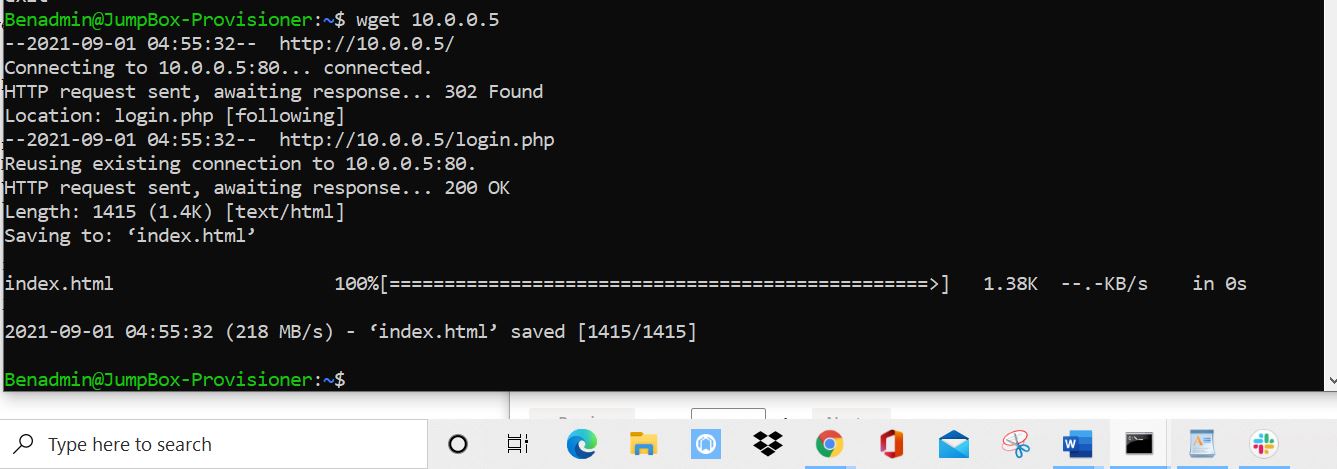 exit
Benadmin@JumpBox-Provisioner:~$ wget 10.0.0.5
--2021-09-01 04:55:32--  http://10.0.0.5/
Connecting to 10.0.0.5:80... connected.
HTTP request sent, awaiting response... 302 Found
Location: login.php [following]
--2021-09-01 04:55:32--  http://10.0.0.5/login.php
Reusing existing connection to 10.0.0.5:80.
HTTP request sent, awaiting response... 200 OK
Length: 1415 (1.4K) [text/html]
Saving to: ‘index.html’
index.html                    100%[=================================================>]   1.38K  --.-KB/s    in 0s
2021-09-01 04:55:32 (218 MB/s) - ‘index.html’ saved [1415/1415]
Benadmin@JumpBox-Provisioner:~$
Type here to search